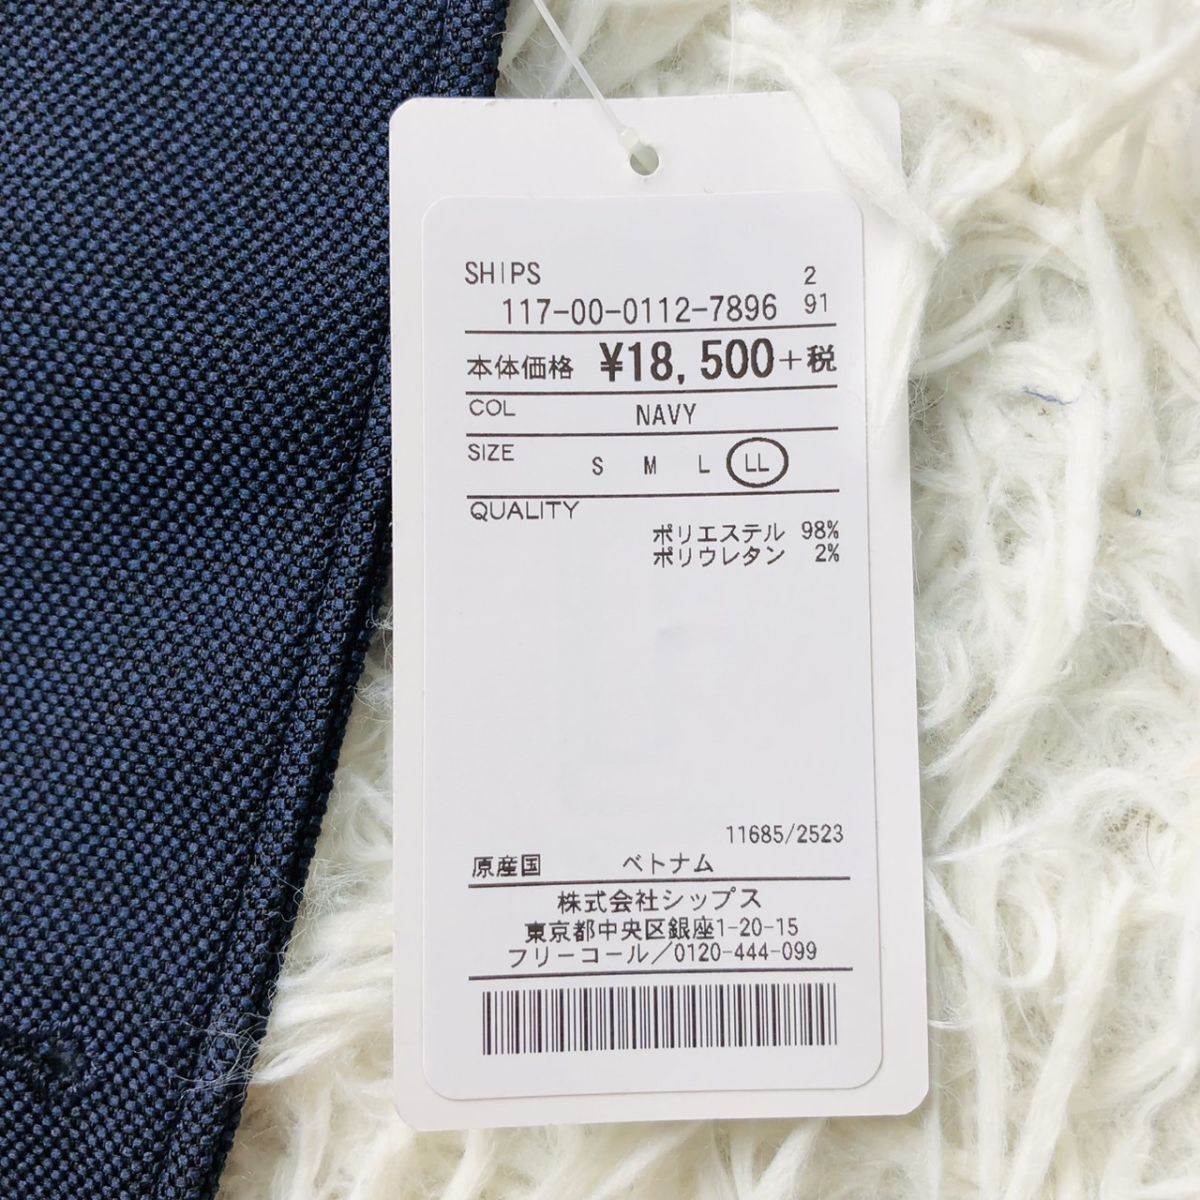 SHIPS 2
117-00-0112-7896 91
本体価格 ¥18,500+税
COL NAVY
SIZE S M L LL
QUALITY
ポリエステル 98%
ポリウレタン 2%
11685/2523
原産国 ベトナム
株式会社シップス
東京都中央区銀座1-20-15
フリーコール/0120-444-099